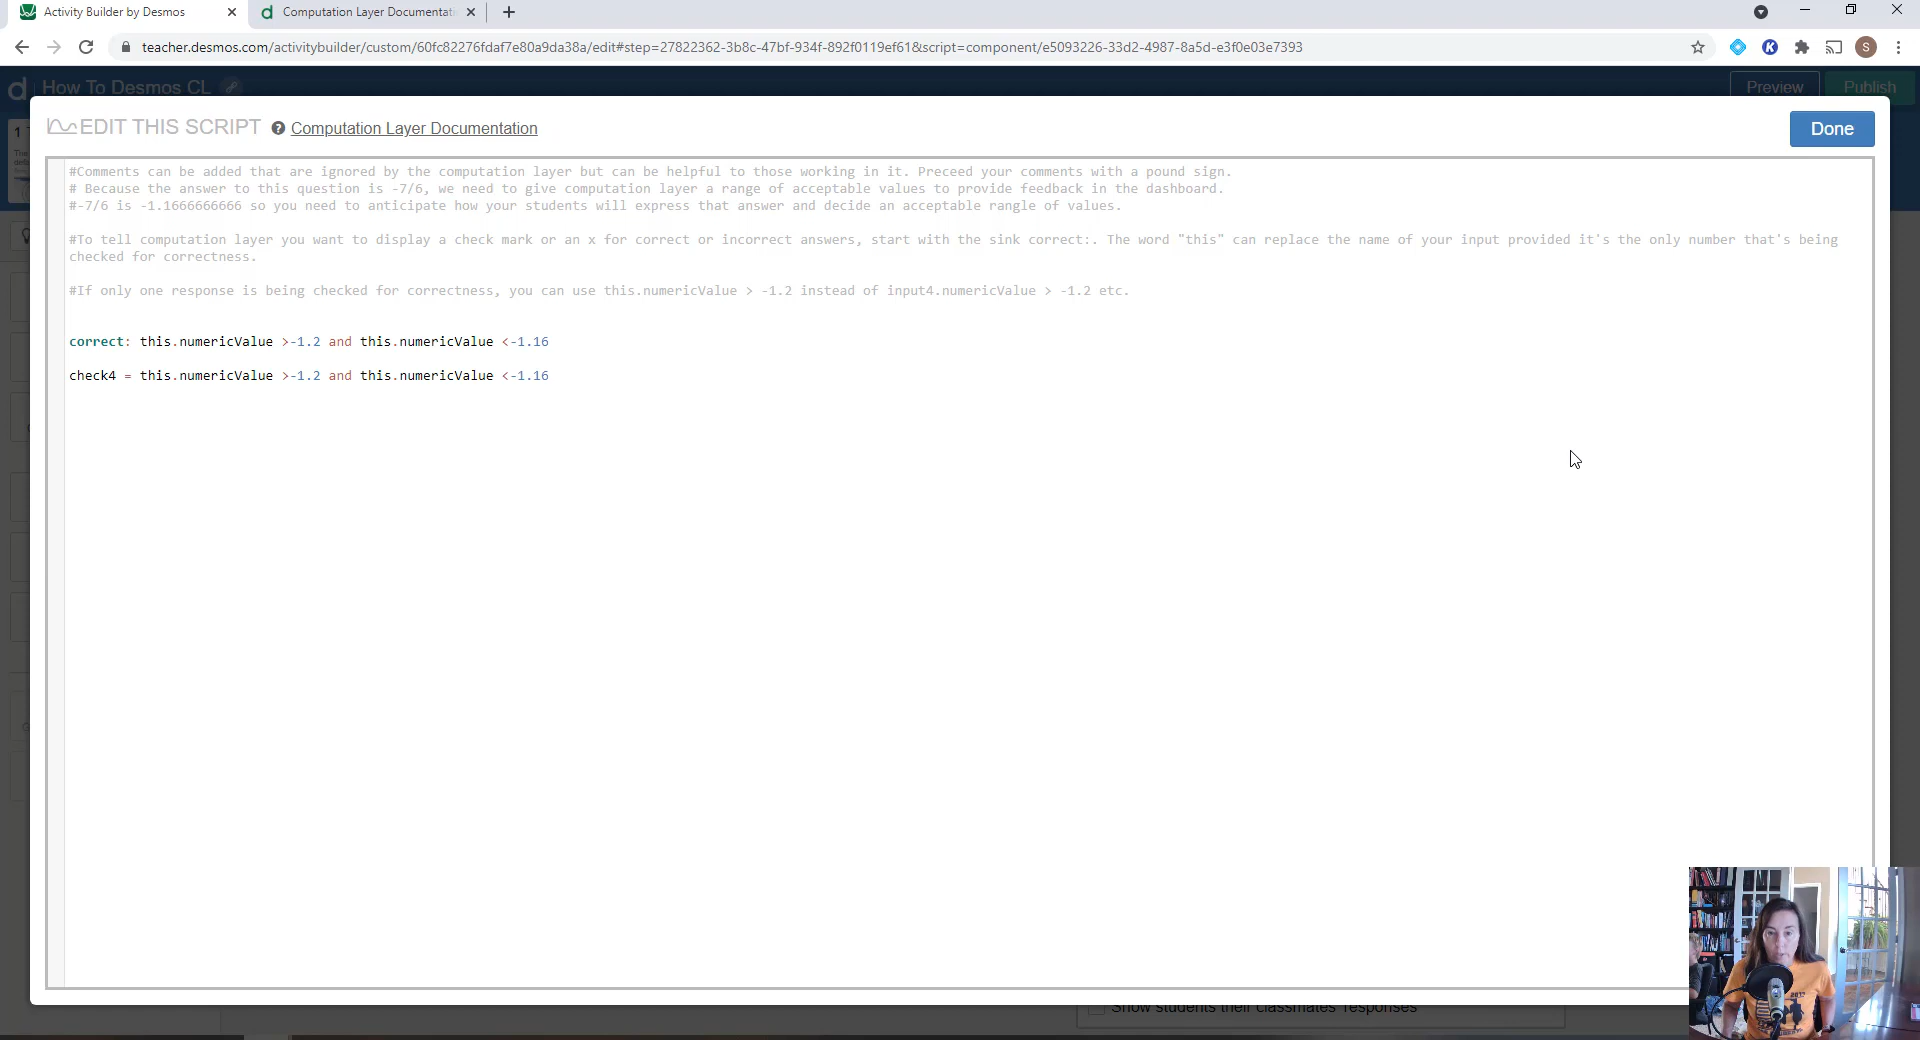 Activity Builder by Desmos
Computation Layer Documentati
teacher.desmos.com/activitybuilder/custom/60fc82276fdaf7e80a9da38a/edit#step=27822362-3b8c-47bf-934f-892f0119ef61&script=component/e5093226-33d2-4987-8a5d-e3f0e03e7393
S
d How To Desmos CL
Preview
Publish
EDIT THIS SCRIPT ? Computation Layer Documentation
Done
1
#Comments can be added that are ignored by the computation layer but can be helpful to those working in it. Preceed your comments with a pound sign.
# Because the answer to this question is -7/6, we need to give computation layer a range of acceptable values to provide feedback in the dashboard.
#-7/6 is -1.1666666666 so you need to anticipate how your students will express that answer and decide an acceptable rangle of values.
#To tell computation layer you want to display a check mark or an x for correct or incorrect answers, start with the sink correct:. The word "this" can replace the name of your input provided it's the only number that's being
checked for correctness.
#If only one response is being checked for correctness, you can use this.numericValue > -1.2 instead of input4.numericValue > -1.2 etc.
correct: this.numericValue >-1.2 and this.numericValue <-1.16
check4 = this.numericValue >-1.2 and this.numericValue <-1.16
Show students their classmates' responses